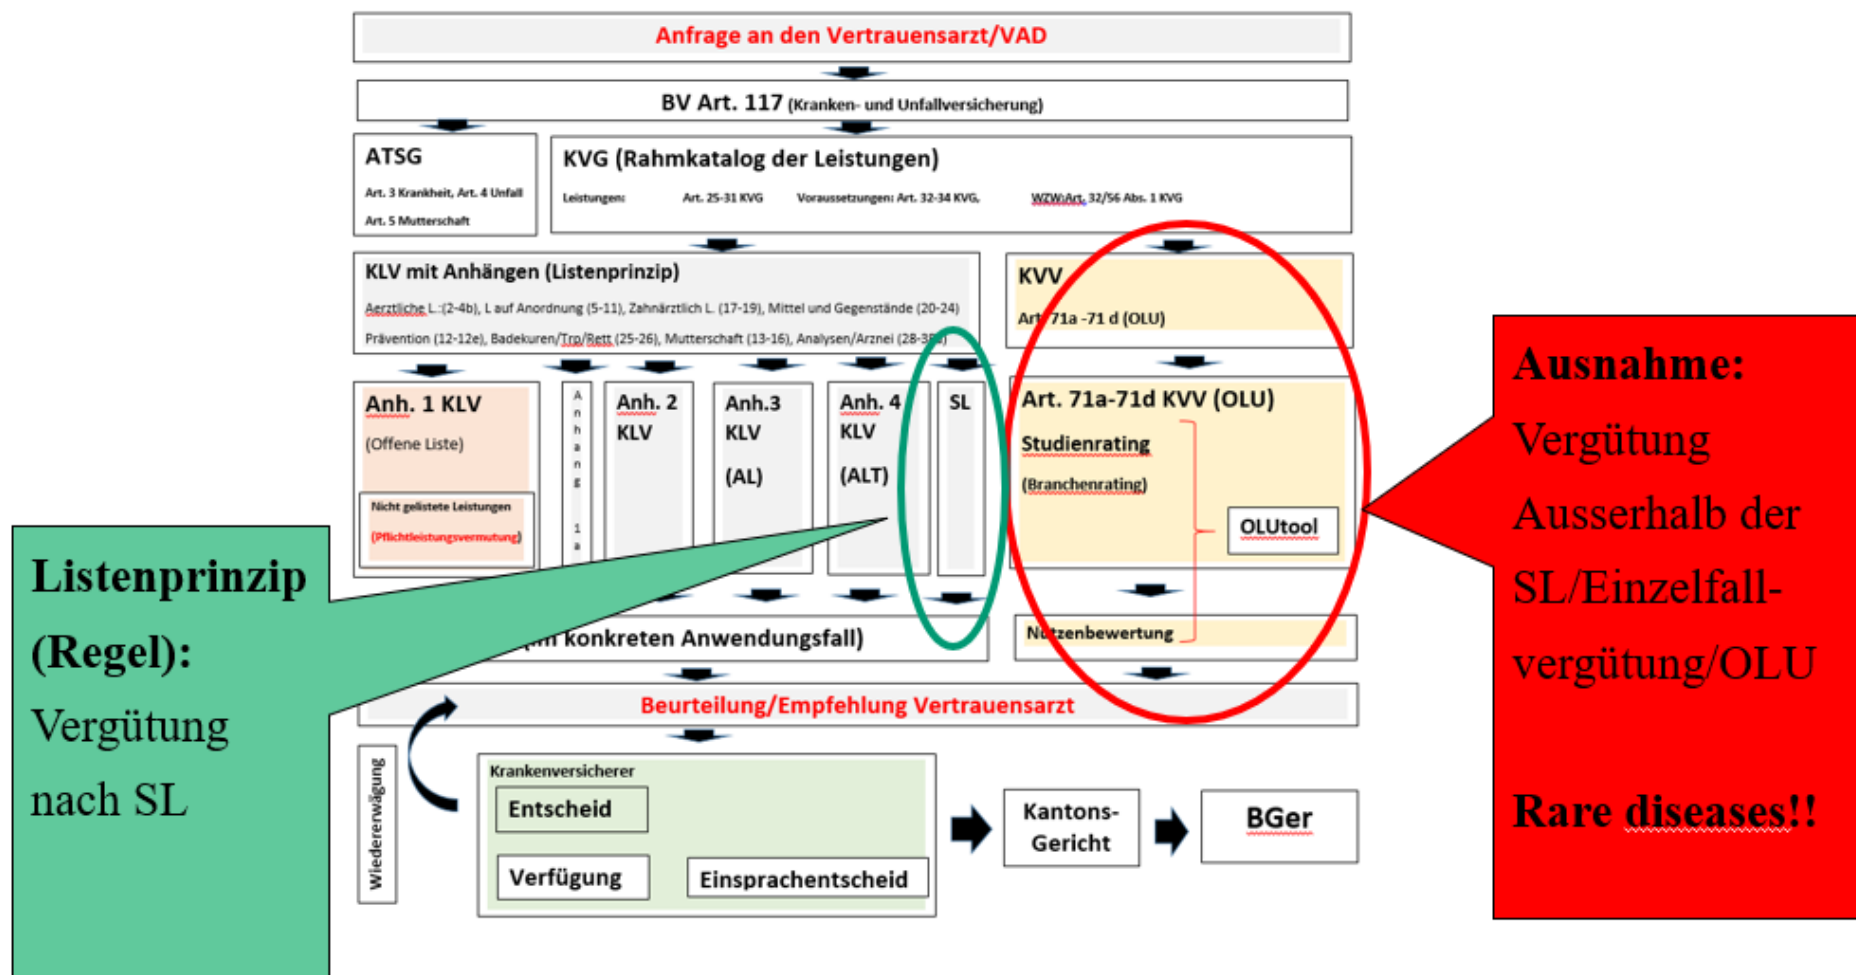 Anfrage an den Vertrauensarzt/VAD
BV Art. 117 (Kranken- und Unfallversicherung)
ATSG
Art. 3 Krankheit, Art. 4 Unfall
Art. 5 Mutterschaft
KVG (Rahmkatalog der Leistungen)
Leistungen: Art. 25-31 KVG Voraussetzungen: Art. 32-34 KVG, WZW:Art. 32/56 Abs. 1 KVG
KLV mit Anhängen (Listenprinzip)
Aerztliche L.:(2-4b), L auf Anordnung (5-11), Zahnärztlich L. (17-19), Mittel und Gegenstände (20-24)
Prävention (12-12e), Badekuren/Trp/Rett (25-26), Mutterschaft (13-16), Analysen/Arznei
KVV
Art. 71a -71 d (OLU)
Anh. 1 KLV
(Offene Liste)
Nicht gelistete Leistungen
(Pflichtleistungsvermutung)
Anhang 1a
Anh. 2
KLV
Anh.3
KLV
(AL)
Anh. 4
KLV
(ALT)
SL
Art. 71a-71d KVV (OLU)
Studienrating
(Branchenrating)
OLUtool
konkreten Anwendungsfall)
Nutzenbewertung
Beurteilung/Empfehlung Vertrauensarzt
Wiedererwägung
Krankenversicherer
Entscheid
Verfügung
Einsprachentscheid
Kantons-
Gericht
BGer
Listenprinzip
(Regel):
Vergütung
nach SL
Ausnahme:
Vergütung
Ausserhalb der
SL/Einzelfall-
vergütung/OLU
Rare diseases!!